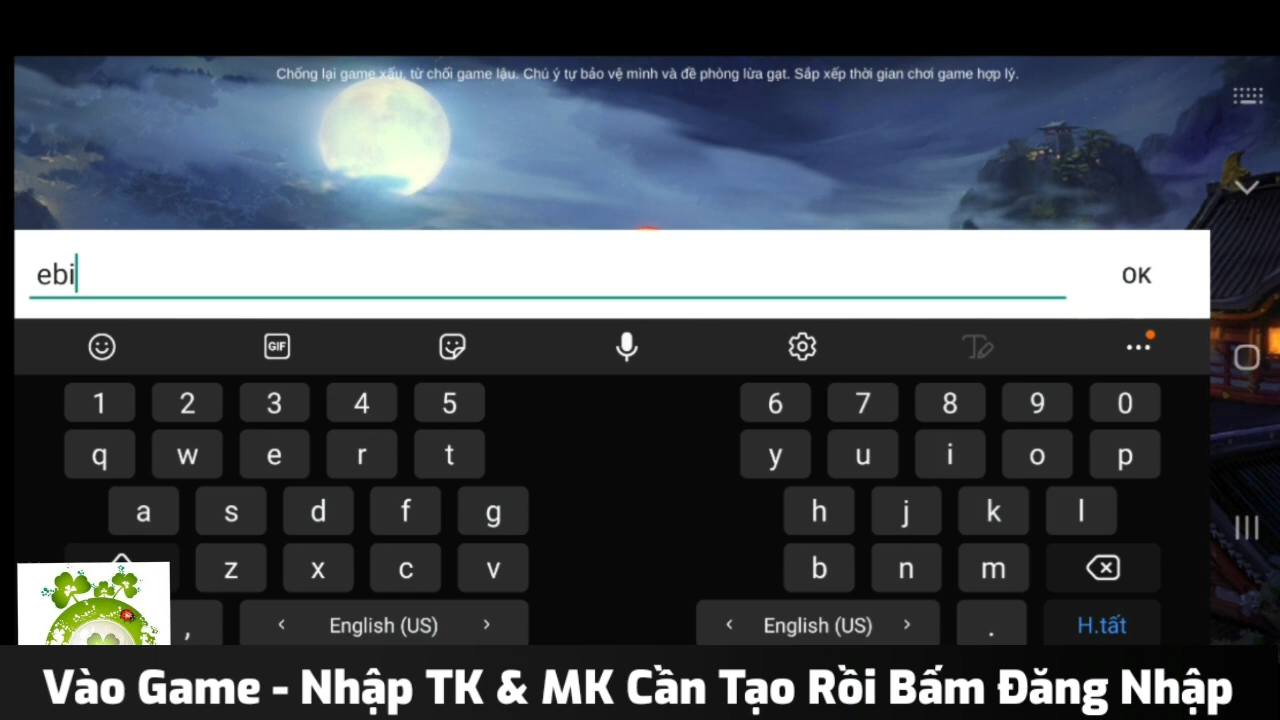 Chống lại game xấu, từ chối game lậu. Chú ý tự bảo vệ mình và đề phòng lừa gạt. Sắp xếp thời gian chơi game hợp lý.
ebi
OK
GIF
1 2 3 4 5 6 7 8 9 0
q w e r t y u i o p
a s d f g h j k l
z x c v b n m
, < English (US) > < English (US) > . H.tất
Vào Game - Nhập TK & MK Cần Tạo Rồi Bấm Đăng Nhập